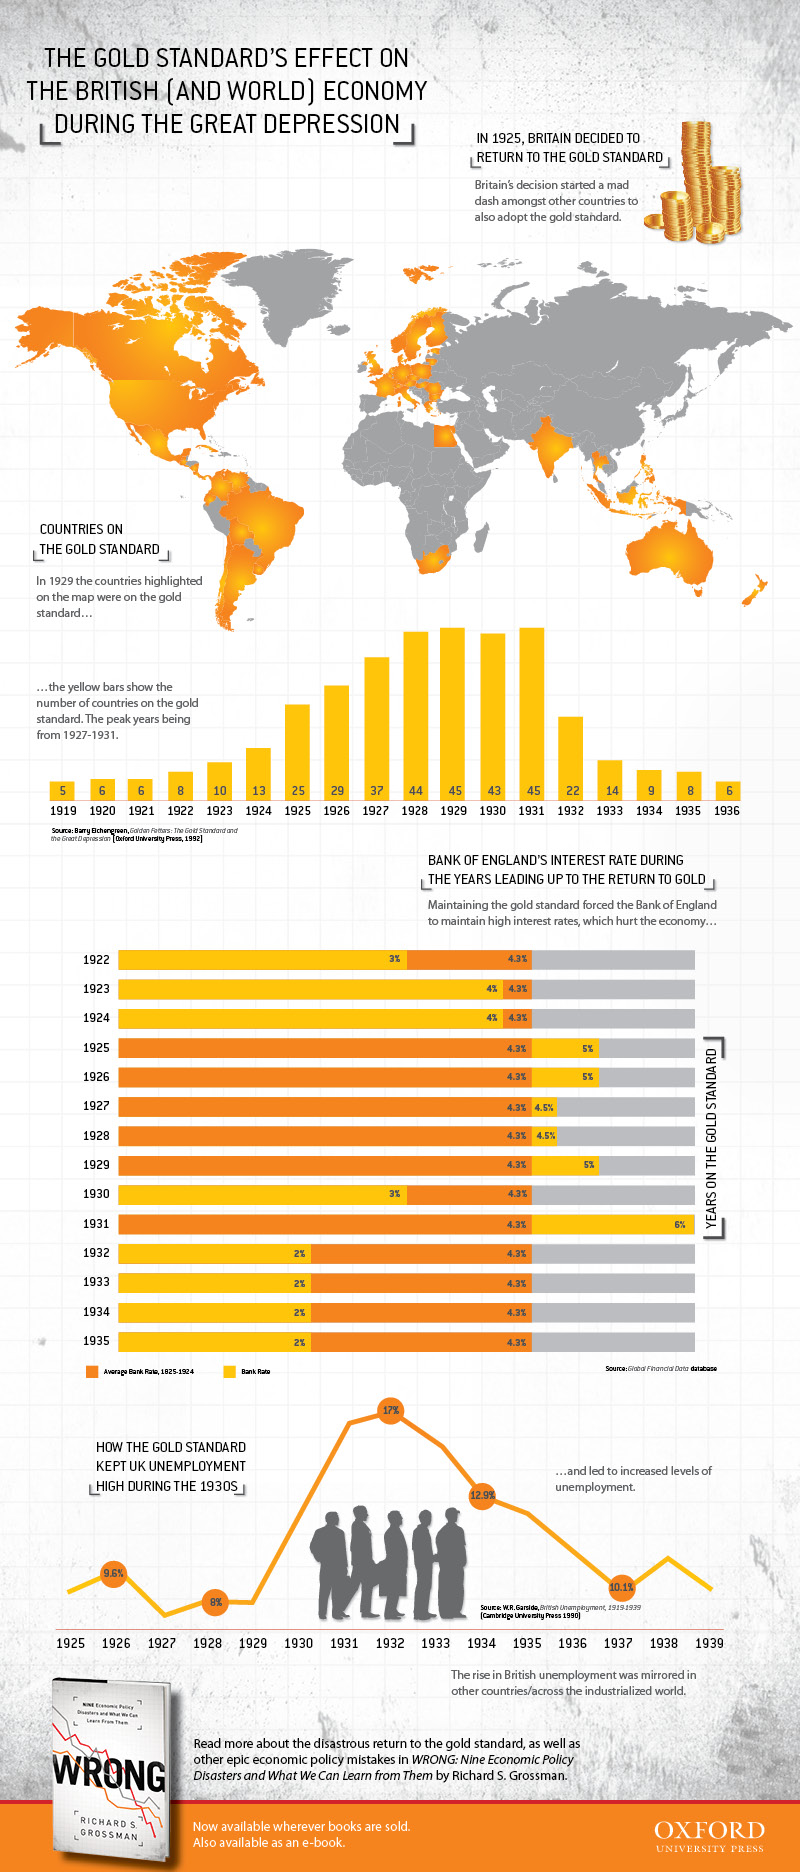 THE GOLD STANDARD'S EFFECT ON
THE BRITISH (AND WORLD) ECONOMY
DURING THE GREAT DEPRESSION
IN 1925, BRITAIN DECIDED TO
RETURN TO THE GOLD STANDARD
Britain's decision started a mad
dash amongst other countries to
also adopt the gold standard.
COUNTRIES ON
THE GOLD STANDARD
In 1929 the countries highlighted
on the map were on the gold
standard…
…the yellow bars show the
number of countries on the gold
standard. The peak years being
from 1927-1931.
5 6 6 8 10 13 25 29 37 44 45 43 45 22 14 9 8 6
1919 1920 1921 1922 1923 1924 1925 1926 1927 1928 1929 1930 1931 1932 1933 1934 1935 1936
Source: Barry Eichengreen, Golden Fetters: The Gold Standard and
the Great Depression (Oxford University Press, 1992)
BANK OF ENGLAND'S INTEREST RATE DURING
THE YEARS LEADING UP TO THE RETURN TO GOLD
Maintaining the gold standard forced the Bank of England
to maintain high interest rates, which hurt the economy…
1922 3% 4.3%
1923 4% 4.3%
1924 4% 4.3%
1925 4.3% 5%
1926 4.3% 5%
1927 4.3% 4.5%
1928 4.3% 4.5%
1929 4.3% 5%
1930 3% 4.3%
1931 4.3% 6%
1932 2% 4.3%
1933 2% 4.3%
1934 2% 4.3%
1935 2% 4.3%
YEARS ON THE GOLD STANDARD
Average Bank Rate, 1825-1924 Bank Rate
Source: Global Financial Data database
17%
HOW THE GOLD STANDARD
KEPT UK UNEMPLOYMENT
HIGH DURING THE 1930S
…and led to increased levels of
unemployment.
12.9%
9.6%
10.1%
8%
Source: W.R. Garside, British Unemployment, 1919-1939
(Cambridge University Press 1990)
1925 1926 1927 1928 1929 1930 1931 1932 1933 1934 1935 1936 1937 1938 1939
The rise in British unemployment was mirrored in
other countries/across the industrialized world.
NINE Economic Policy
Disasters and What We Can
Learn From Them
WRONG
RICHARD S.
GROSSMAN
Read more about the disastrous return to the gold standard, as well as
other epic economic policy mistakes in WRONG: Nine Economic Policy
Disasters and What We Can Learn from Them by Richard S. Grossman.
Now available wherever books are sold.
Also available as an e-book.
OXFORD
UNIVERSITY PRESS